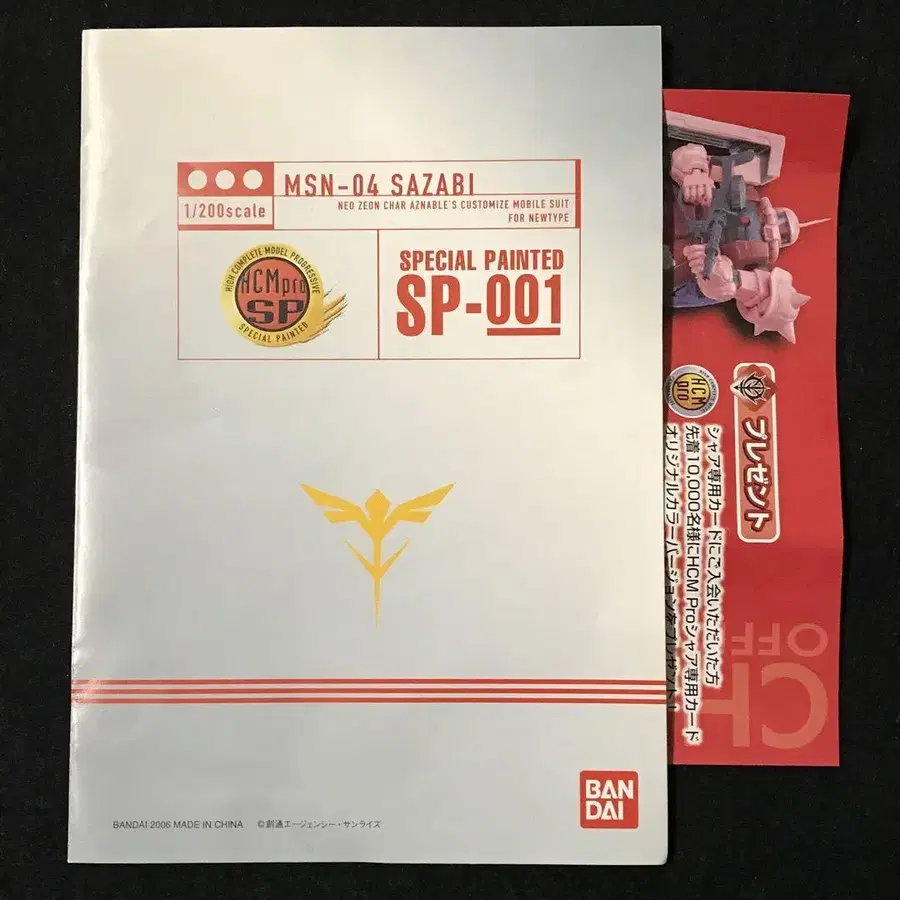 MSN-04 SAZABI
1/200scale
NEO ZEON CHAR AZNABLE'S CUSTOMIZE MOBILE SUIT
FOR NEWTYPE
HIGH COMPLETE MODEL PROGRESSIVE
HCMpro
SP
SPECIAL PAINTED
SPECIAL PAINTED
SP-001
BANDAI 2006 MADE IN CHINA ©創通エージェンシー・サンライズ
BAN
DAI
プレゼント
HCM
pro
シャア専用カードにご入会いただいた方
先着10,000名様にHCM Proシャア専用カード
オリジナルカラーバージョンをプレゼント!
OFF
CH